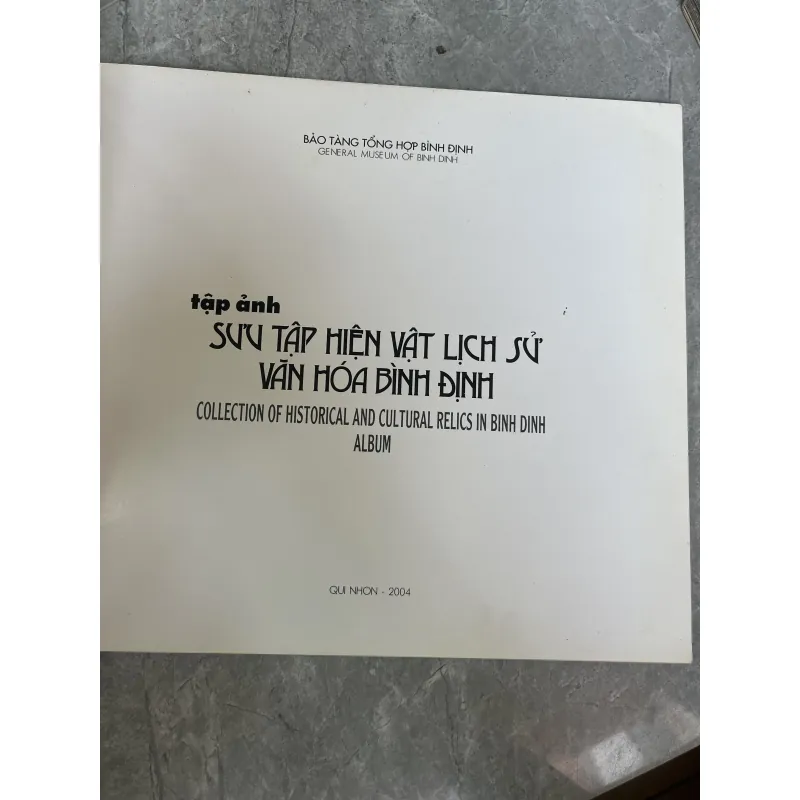 BẢO TÀNG TỔNG HỢP BÌNH ĐỊNH
GENERAL MUSEUM OF BINH DINH
tập ảnh
SƯU TẬP HIỆN VẬT LỊCH SỬ
VĂN HÓA BÌNH ĐỊNH
COLLECTION OF HISTORICAL AND CULTURAL RELICS IN BINH DINH
ALBUM
QUI NHƠN - 2004